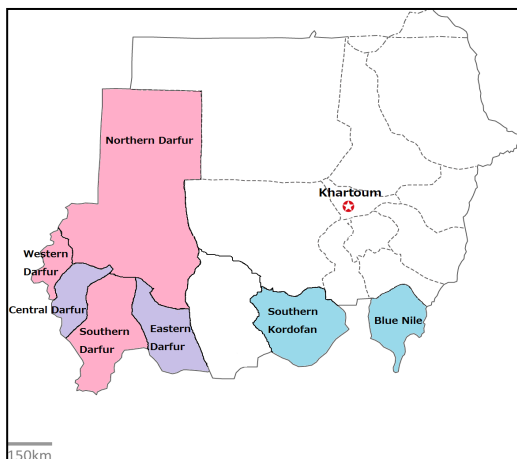 Northern Darfur
Khartoum
Western
Darfur
Central Darfur
Southern
Darfur
Eastern
Darfur
Southern
Kordofan
Blue Nile
150km